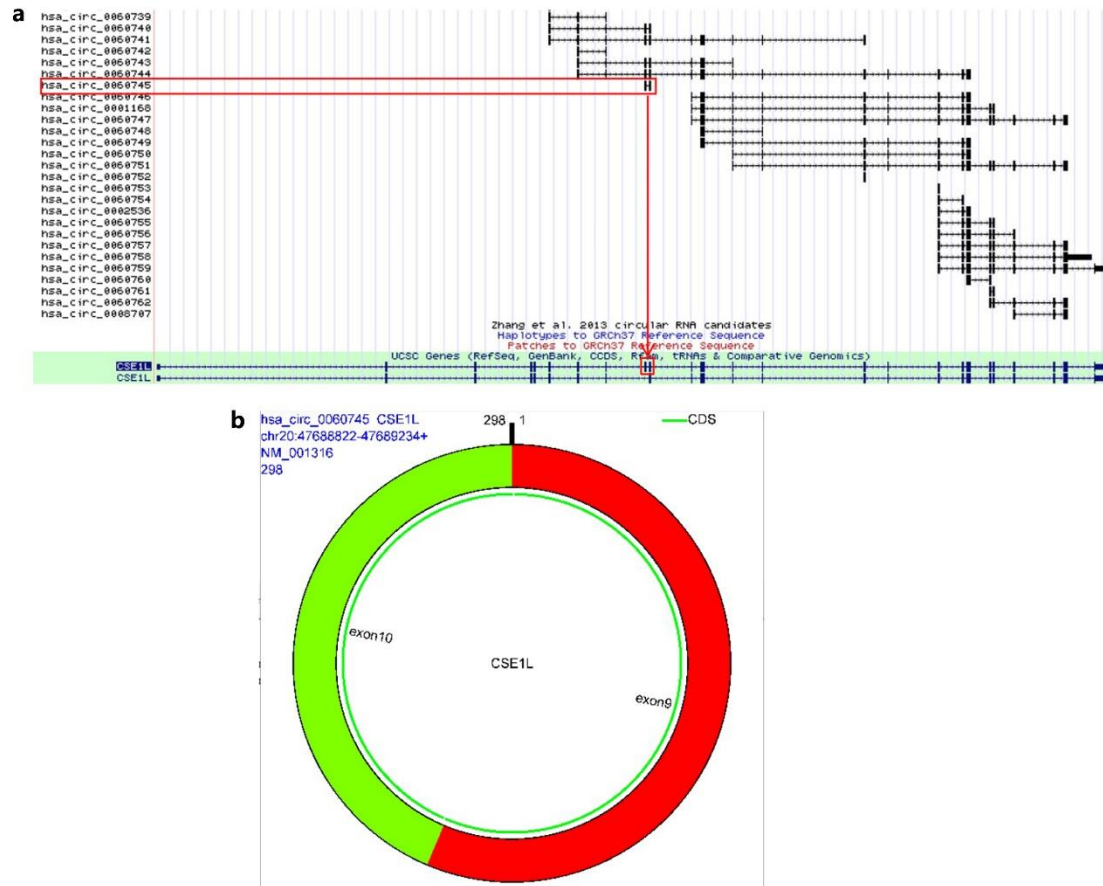 a
hsa_circ_0060739
hsa_circ_0060740
hsa_circ_0060741
hsa_circ_0060742
hsa_circ_0060743
hsa_circ_0060744
hsa_circ_0060745
hsa_circ_0060746
hsa_circ_0001168
hsa_circ_0060747
hsa_circ_0060748
hsa_circ_0060749
hsa_circ_0060750
hsa_circ_0060751
hsa_circ_0060752
hsa_circ_0060753
hsa_circ_0060754
hsa_circ_0002536
hsa_circ_0060755
hsa_circ_0060756
hsa_circ_0060757
hsa_circ_0060758
hsa_circ_0060759
hsa_circ_0060760
hsa_circ_0060761
hsa_circ_0060762
hsa_circ_0008707
Zhang et al. 2013 circular RNA candidates
Haplotypes to GRCh37 Reference Sequence
Patches to GRCh37 Reference Sequence
UCSC Genes (RefSeq, GenBank, CCDS, Rfam, tRNAs & Comparative Genomics)
CSE1L
CSE1L
b
hsa_circ_0060745 CSE1L
chr20:47688822-47689234+
NM_001316
298
298 1
CDS
exon10
exon9
CSE1L